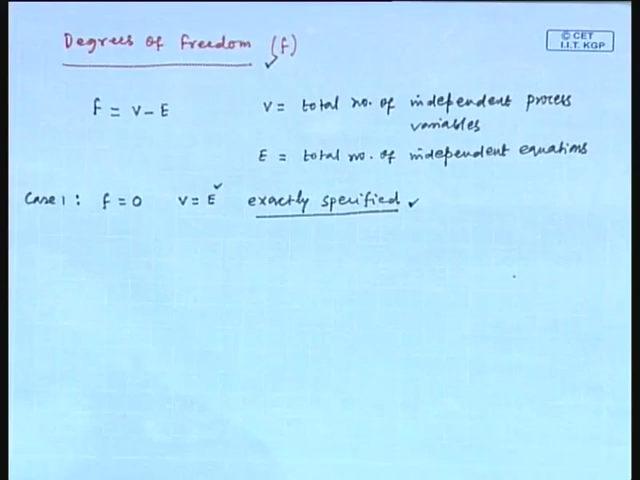 Degrees of freedom (f)
© CET
I.I.T. KGP
f = V - E
V = total no. of independent process
variables
E = total no. of independent equations
Case 1 : f = 0 V = E exactly specified